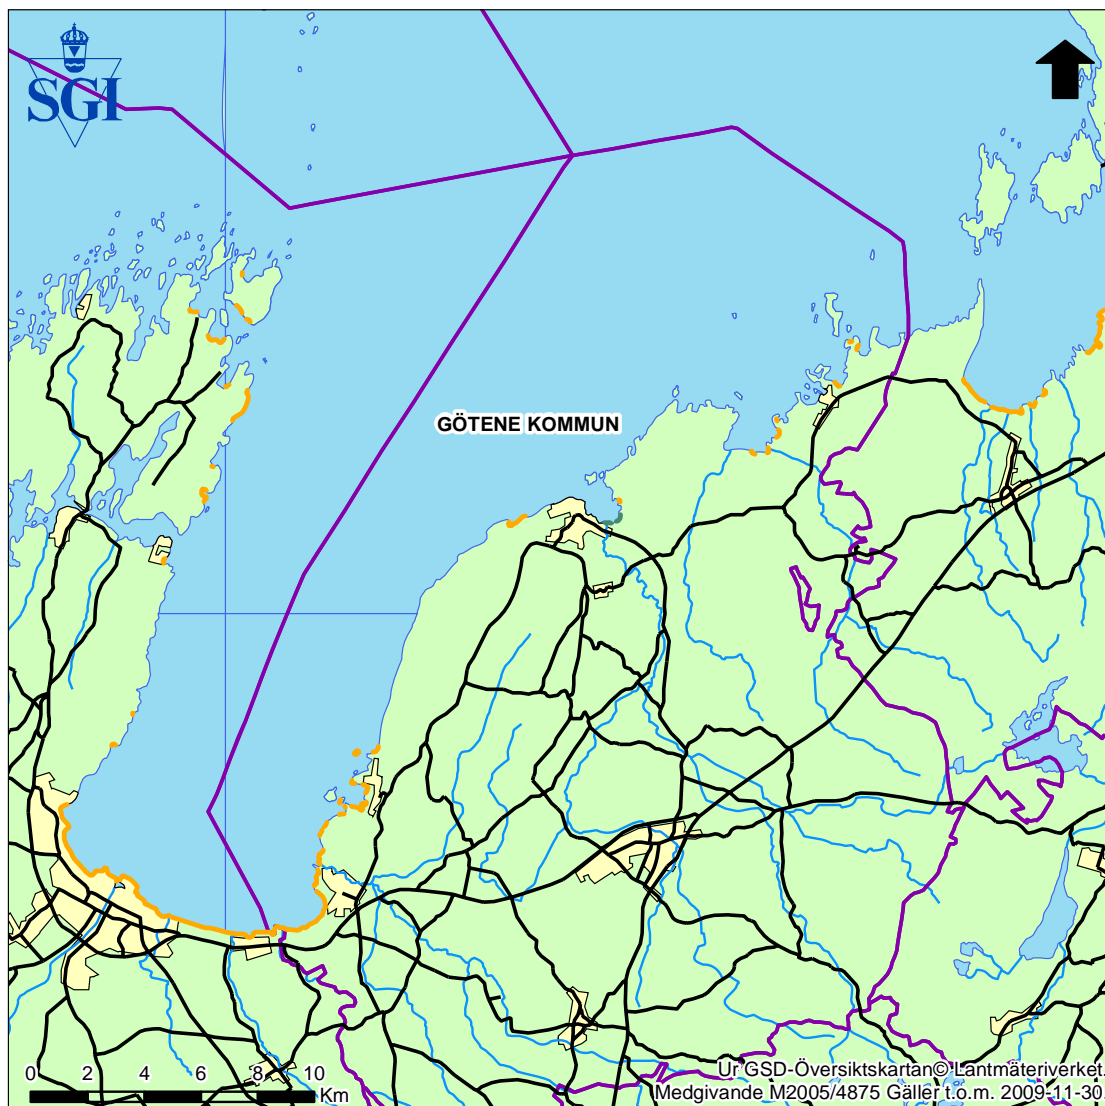 SGI
GÖTENE KOMMUN
0 2 4 6 8 10
Km
Ur GSD-Översiktskartan© Lantmäteriverket.
Medgivande M2005/4875 Gäller t.o.m. 2009-11-30.